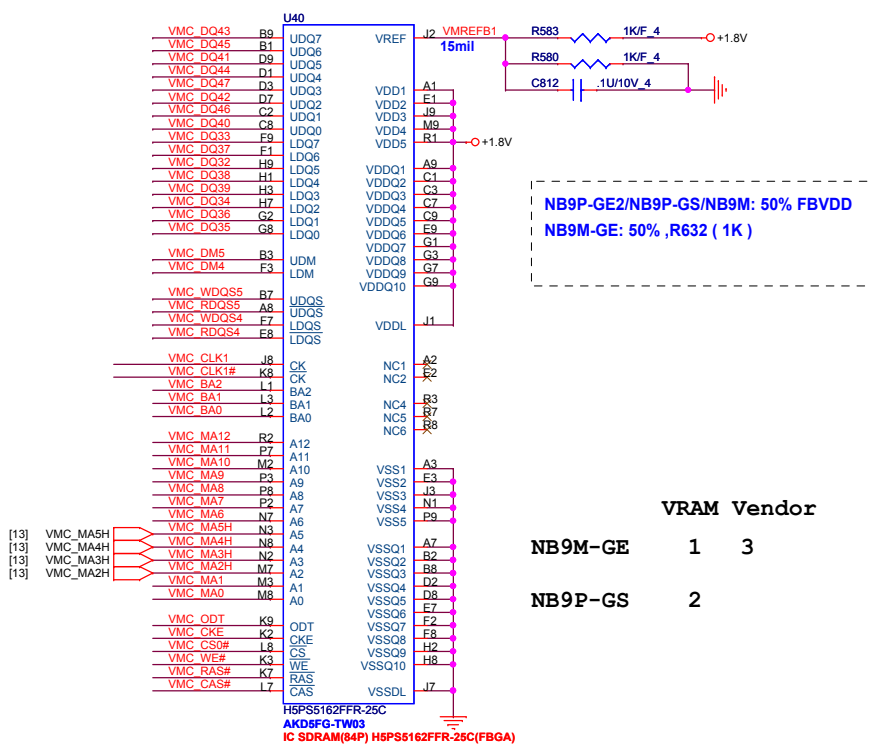 U40
VMC_DQ43 B9 UDQ7
VMC_DQ45 B1 UDQ6
VMC_DQ41 D9 UDQ5
VMC_DQ44 D1 UDQ4
VMC_DQ47 D3 UDQ3
VMC_DQ42 D7 UDQ2
VMC_DQ46 C2 UDQ1
VMC_DQ40 C8 UDQ0
VMC_DQ33 F9 LDQ7
VMC_DQ37 F1 LDQ6
VMC_DQ32 H9 LDQ5
VMC_DQ38 H1 LDQ4
VMC_DQ39 H3 LDQ3
VMC_DQ34 H7 LDQ2
VMC_DQ36 G2 LDQ1
VMC_DQ35 G8 LDQ0
VMC_DM5 B3 UDM
VMC_DM4 F3 LDM
VMC_WDQS5 B7 UDQS
VMC_RDQS5 A8 UDQS
VMC_WDQS4 F7 LDQS
VMC_RDQS4 E8 LDQS
VMC_CLK1 J8 CK
VMC_CLK1# K8 CK
VMC_BA2 L1 BA2
VMC_BA1 L3 BA1
VMC_BA0 L2 BA0
VMC_MA12 R2 A12
VMC_MA11 P7 A11
VMC_MA10 M2 A10
VMC_MA9 P3 A9
VMC_MA8 P8 A8
VMC_MA7 P2 A7
VMC_MA6 N7 A6
[13] VMC_MA5H VMC_MA5H N3 A5
[13] VMC_MA4H VMC_MA4H N8 A4
[13] VMC_MA3H VMC_MA3H N2 A3
[13] VMC_MA2H VMC_MA2H M7 A2
VMC_MA1 M3 A1
VMC_MA0 M8 A0
VMC_ODT K9 ODT
VMC_CKE K2 CKE
VMC_CS0# L8 CS
VMC_WE# K3 WE
VMC_RAS# K7 RAS
VMC_CAS# L7 CAS
VREF J2 VMREFB1
15mil
R583 1K/F_4 +1.8V
R580 1K/F_4
C812 .1U/10V_4
VDD1 A1
VDD2 E1
VDD3 J9
VDD4 M9
VDD5 R1 +1.8V
VDDQ1 A9
VDDQ2 C1
VDDQ3 C3
VDDQ4 C7
VDDQ5 C9
VDDQ6 E9
VDDQ7 G1
VDDQ8 G3
VDDQ9 G7
VDDQ10 G9
VDDL J1
NC1 A2
NC2 E2
NC4 R3
NC5 R7
NC6 R8
VSS1 A3
VSS2 E3
VSS3 J3
VSS4 N1
VSS5 P9
VSSQ1 A7
VSSQ2 B2
VSSQ3 B8
VSSQ4 D2
VSSQ5 D8
VSSQ6 E7
VSSQ7 F2
VSSQ8 F8
VSSQ9 H2
VSSQ10 H8
VSSDL J7
H5PS5162FFR-25C
AKD5FG-TW03
IC SDRAM(84P) H5PS5162FFR-25C(FBGA)
NB9P-GE2/NB9P-GS/NB9M: 50% FBVDD
NB9M-GE: 50% ,R632 ( 1K )
VRAM Vendor
NB9M-GE 1 3
NB9P-GS 2